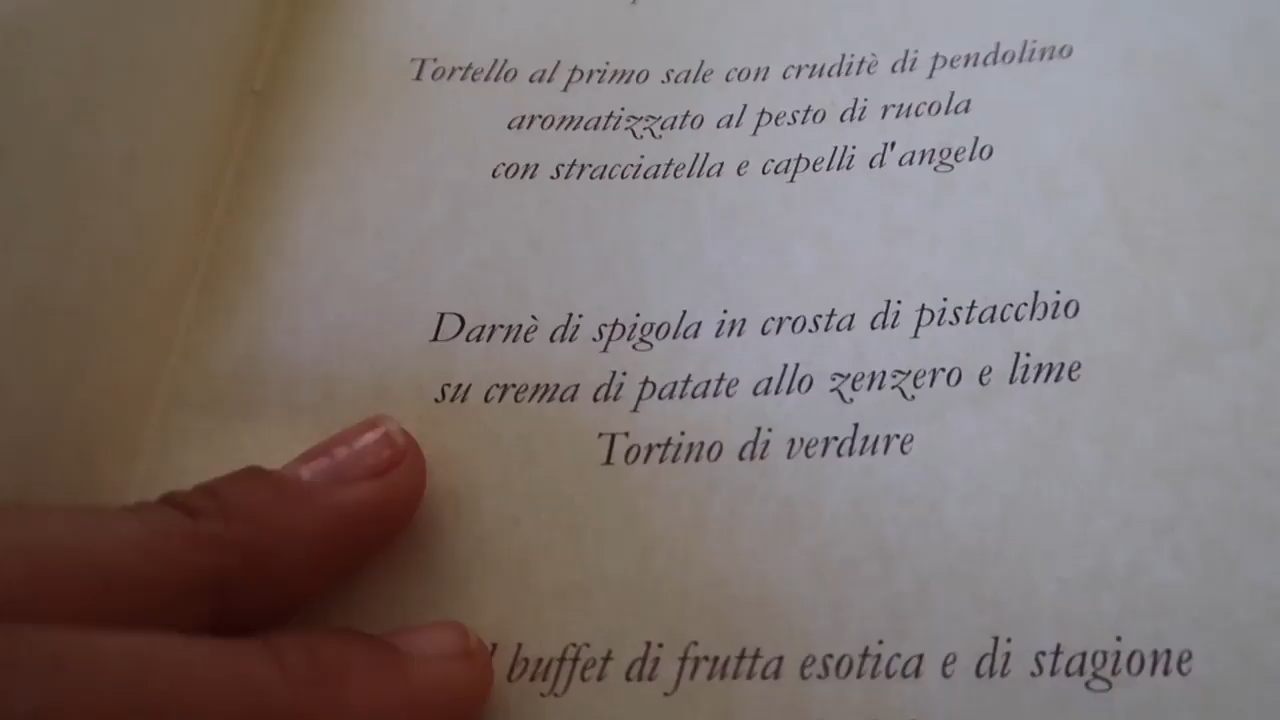 Tortello al primo sale con cruditè di pendolino
aromatizzato al pesto di rucola
con stracciatella e capelli d'angelo
Darnè di spigola in crosta di pistacchio
su crema di patate allo zenzero e lime
Tortino di verdure
buffet di frutta esotica e di stagione